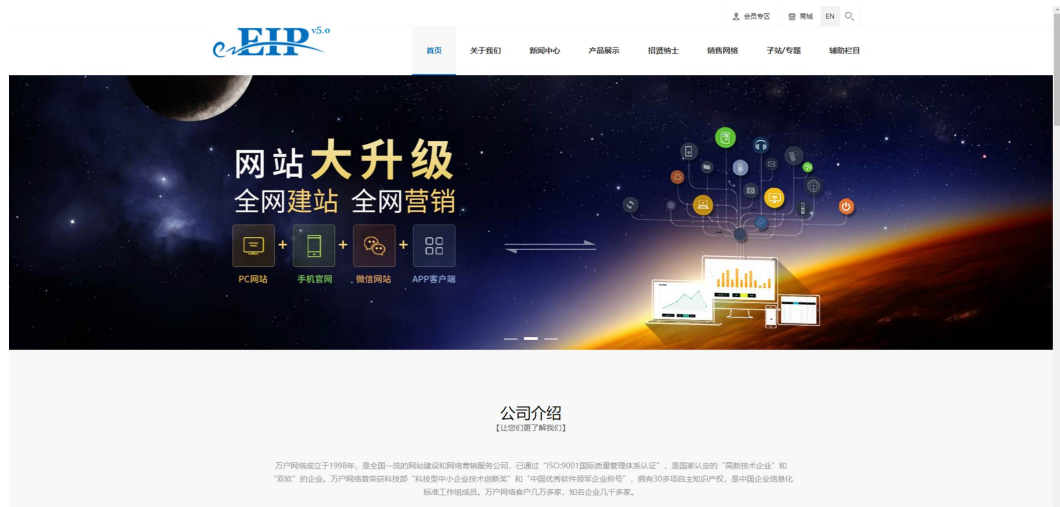 会员专区 商城 EN
eEIP v5.0
首页 关于我们 新闻中心 产品展示 招贤纳士 销售网络 子站/专题 辅助栏目
网站大升级
全网建站 全网营销
+ + +
PC网站 手机官网 微信网站 APP客户端
公司介绍
【让您们更了解我们】
万户网络成立于1998年，是全国一流的网站建设和网络营销服务公司，已通过“ISO:9001国际质量管理体系认证”，是国家认定的“高新技术企业”和
“双软”的企业。万户网络曾荣获科技部“科技型中小企业技术创新奖”和“中国优秀软件领军企业称号”，拥有30多项自主知识产权，是中国企业信息化
标准工作组成员。万户网络客户几万多家，知名企业几千多家。